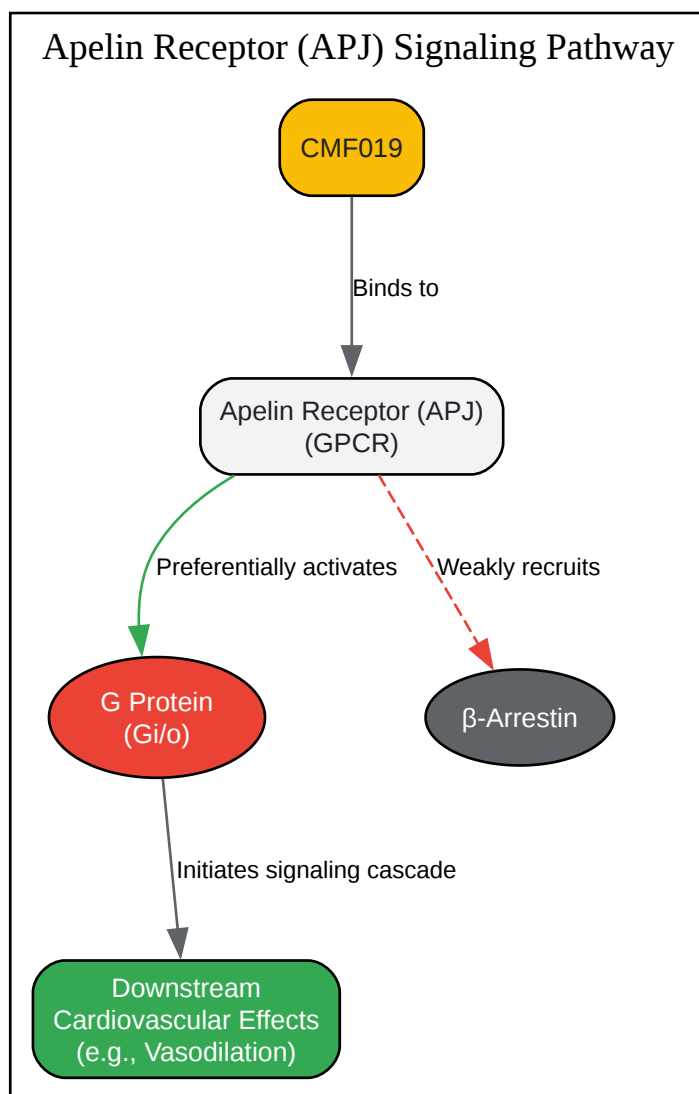 Apelin Receptor (APJ) Signaling Pathway
CMF019
Binds to
Apelin Receptor (APJ)
(GPCR)
Preferentially activates
Weakly recruits
G Protein
(Gi/o)
β-Arrestin
Initiates signaling cascade
Downstream
Cardiovascular Effects
(e.g., Vasodilation)